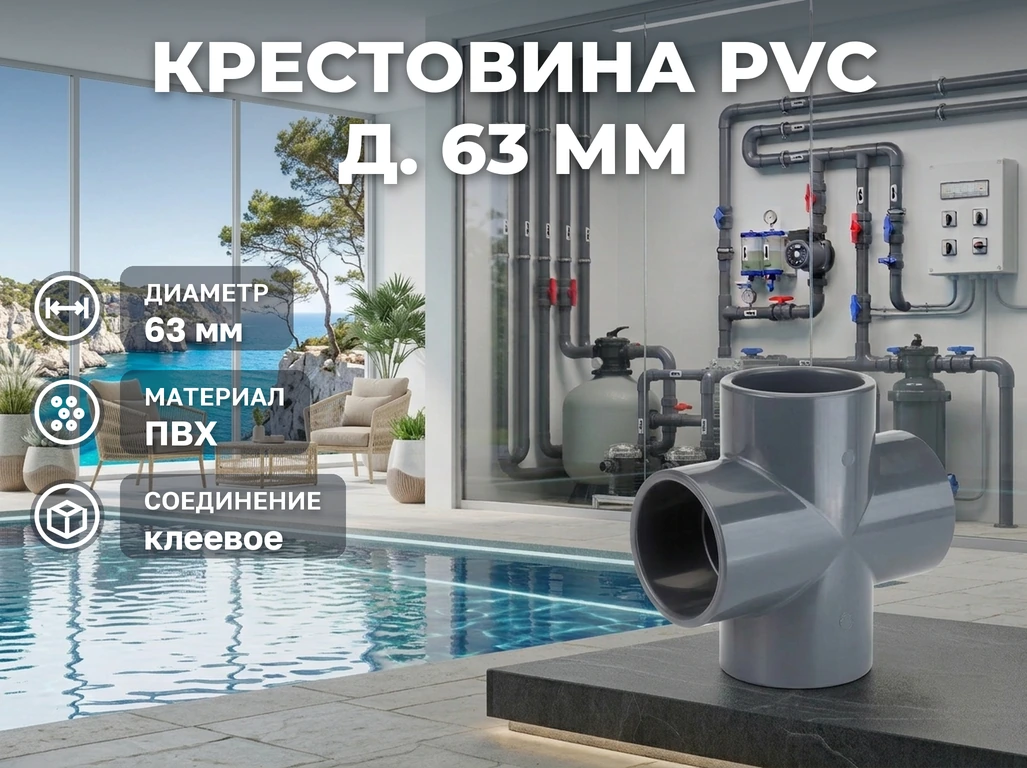 КРЕСТОВИНА PVC
Д. 63 ММ
ДИАМЕТР
63 мм
МАТЕРИАЛ
ПВХ
СОЕДИНЕНИЕ
клеевое